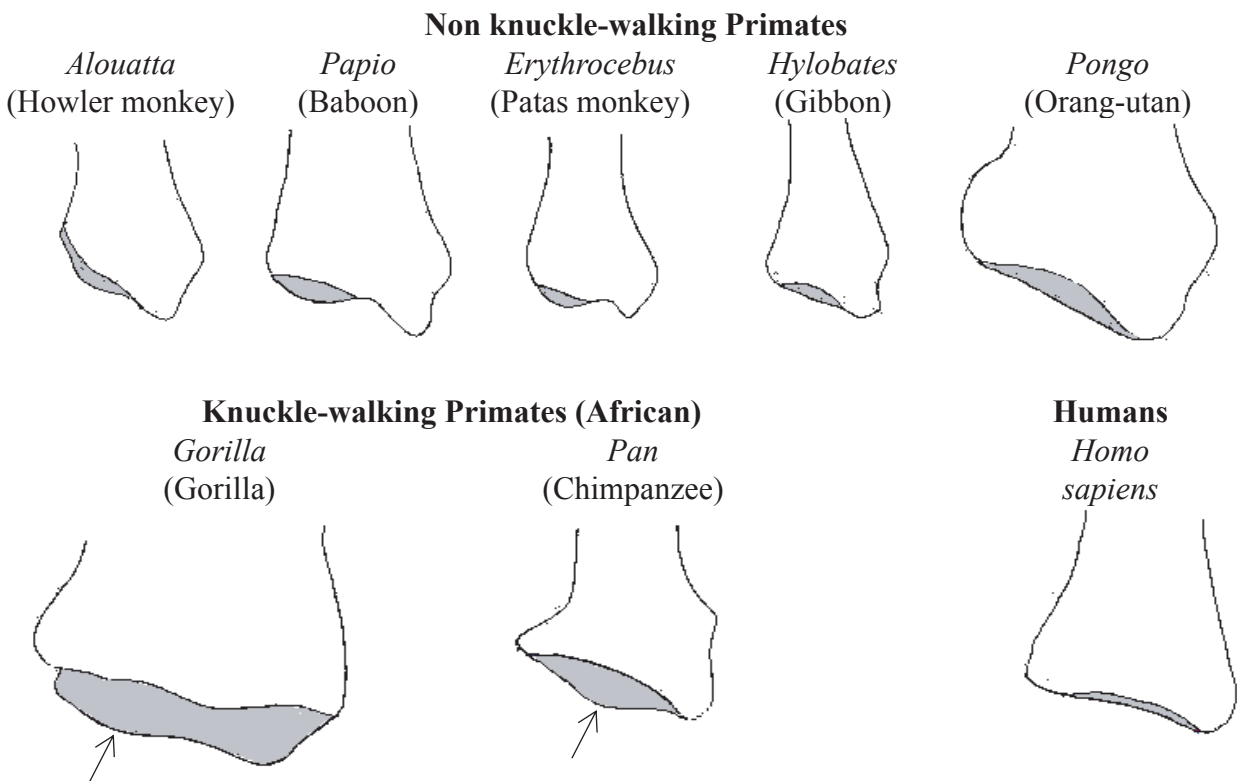 Non knuckle-walking Primates
Alouatta
(Howler monkey)
Papio
(Baboon)
Erythrocebus
(Patas monkey)
Hylobates
(Gibbon)
Pongo
(Orang-utan)
Knuckle-walking Primates (African)
Gorilla
(Gorilla)
Pan
(Chimpanzee)
Humans
Homo
sapiens